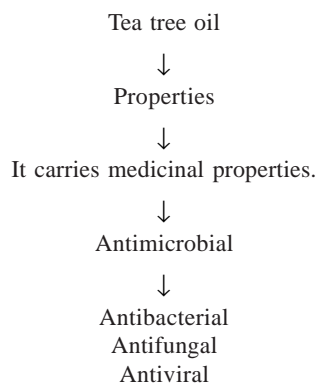 Tea tree oil
↓
Properties
↓
It carries medicinal properties.
↓
Antimicrobial
↓
Antibacterial
Antifungal
Antiviral